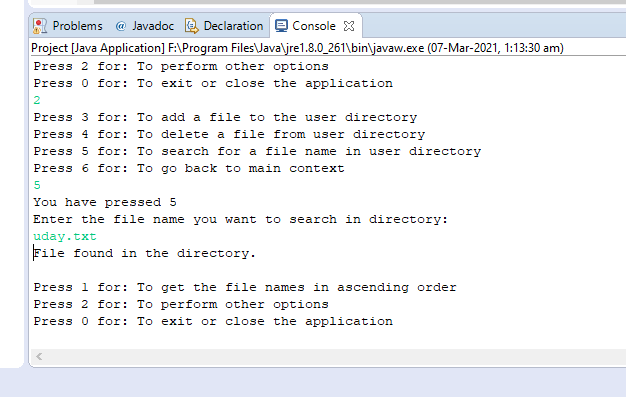 Problems @ Javadoc Declaration Console
Project [Java Application] F:\Program Files\Java\jre1.8.0_261\bin\javaw.exe (07-Mar-2021, 1:13:30 am)
Press 2 for: To perform other options
Press 0 for: To exit or close the application
2
Press 3 for: To add a file to the user directory
Press 4 for: To delete a file from user directory
Press 5 for: To search for a file name in user directory
Press 6 for: To go back to main context
5
You have pressed 5
Enter the file name you want to search in directory:
uday.txt
File found in the directory.
Press 1 for: To get the file names in ascending order
Press 2 for: To perform other options
Press 0 for: To exit or close the application